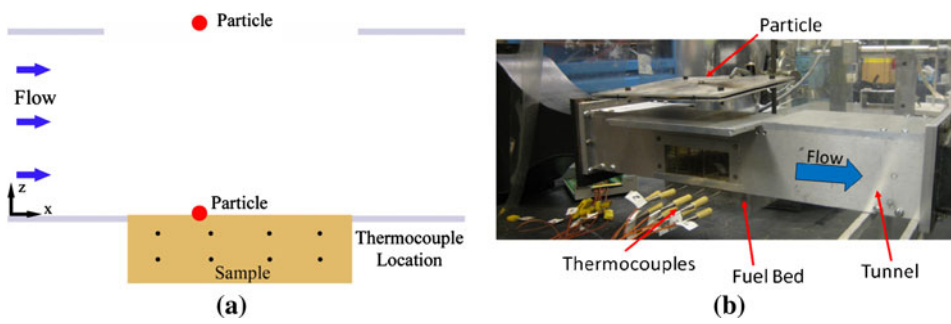 Particle
Flow
z
x
Particle
Thermocouple
Location
Sample
(a)
Particle
Flow
Thermocouples
Fuel Bed
Tunnel
(b)